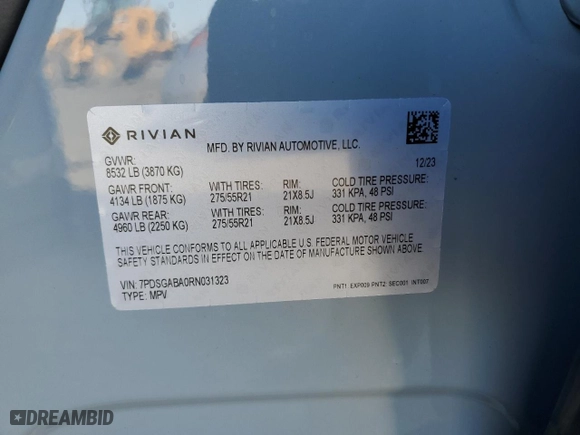 RIVIAN
MFD. BY RIVIAN AUTOMOTIVE, LLC.
GVWR:
8532 LB (3870 KG)
12/23
GAWR FRONT: WITH TIRES: RIM: COLD TIRE PRESSURE:
4134 LB (1875 KG) 275/55R21 21X8.5J 331 KPA, 48 PSI
GAWR REAR: WITH TIRES: RIM: COLD TIRE PRESSURE:
4960 LB (2250 KG) 275/55R21 21X8.5J 331 KPA, 48 PSI
THIS VEHICLE CONFORMS TO ALL APPLICABLE U.S. FEDERAL MOTOR VEHICLE
SAFETY STANDARDS IN EFFECT ON THE DATE OF MANUFACTURE SHOWN ABOVE.
VIN: 7PDSGABA0RN031323
TYPE: MPV
PNT1: EXP009 PNT2: SEC001 INT007
DREAMBID